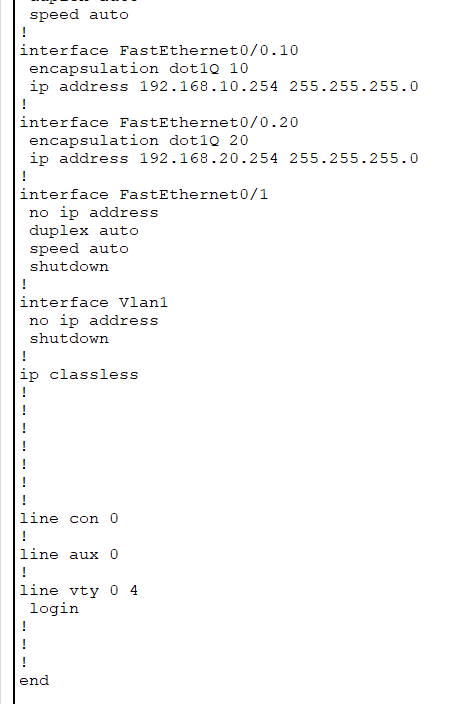 duplex auto
speed auto
!
interface FastEthernet0/0.10
encapsulation dot1Q 10
ip address 192.168.10.254 255.255.255.0
!
interface FastEthernet0/0.20
encapsulation dot1Q 20
ip address 192.168.20.254 255.255.255.0
!
interface FastEthernet0/1
no ip address
duplex auto
speed auto
shutdown
!
interface Vlan1
no ip address
shutdown
!
ip classless
!
!
!
!
!
!
!
line con 0
!
line aux 0
!
line vty 0 4
login
!
!
!
end